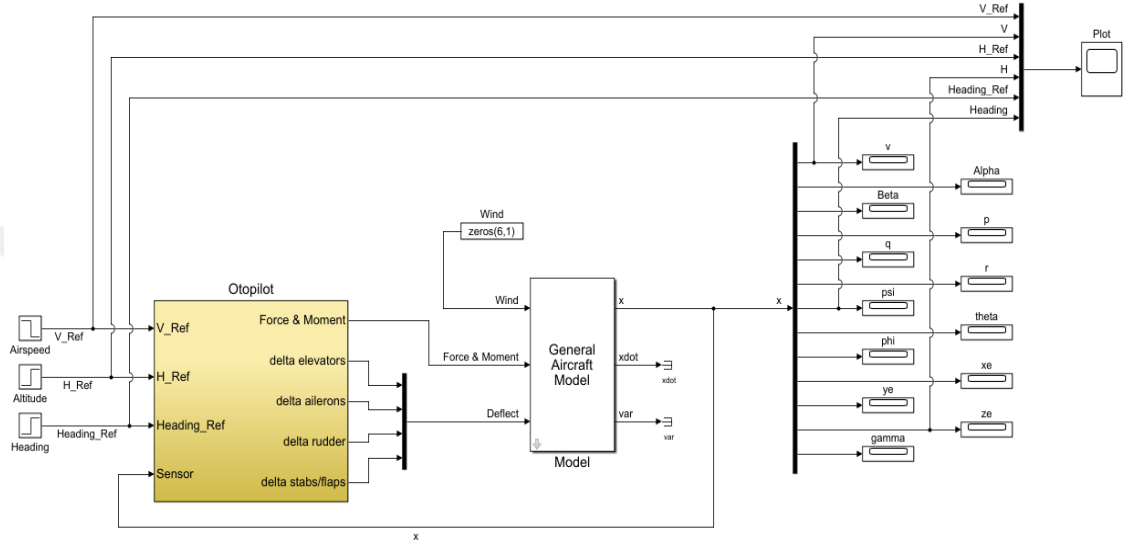 V_Ref
V
H_Ref
H
Heading_Ref
Heading
Plot
v
Alpha
Beta
p
q
r
psi
theta
phi
xe
ye
ze
gamma
Wind
zeros(6,1)
Otopilot
Airspeed
V_Ref
Altitude
H_Ref
Heading
Heading_Ref
V_Ref
H_Ref
Heading_Ref
Sensor
Force & Moment
delta elevators
delta ailerons
delta rudder
delta stabs/flaps
Wind
Force & Moment
Deflect
General
Aircraft
Model
Model
x
xdot
var
xdot
var
x
x